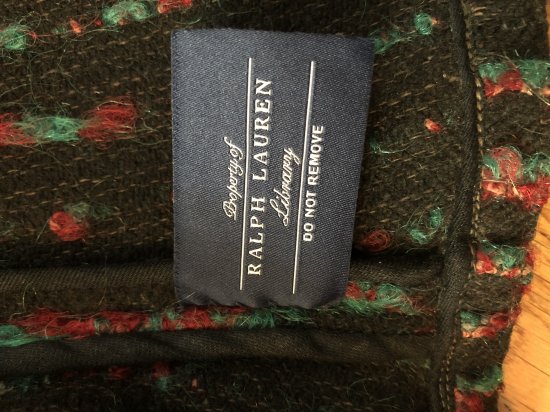 Property of
RALPH LAUREN
Library
DO NOT REMOVE